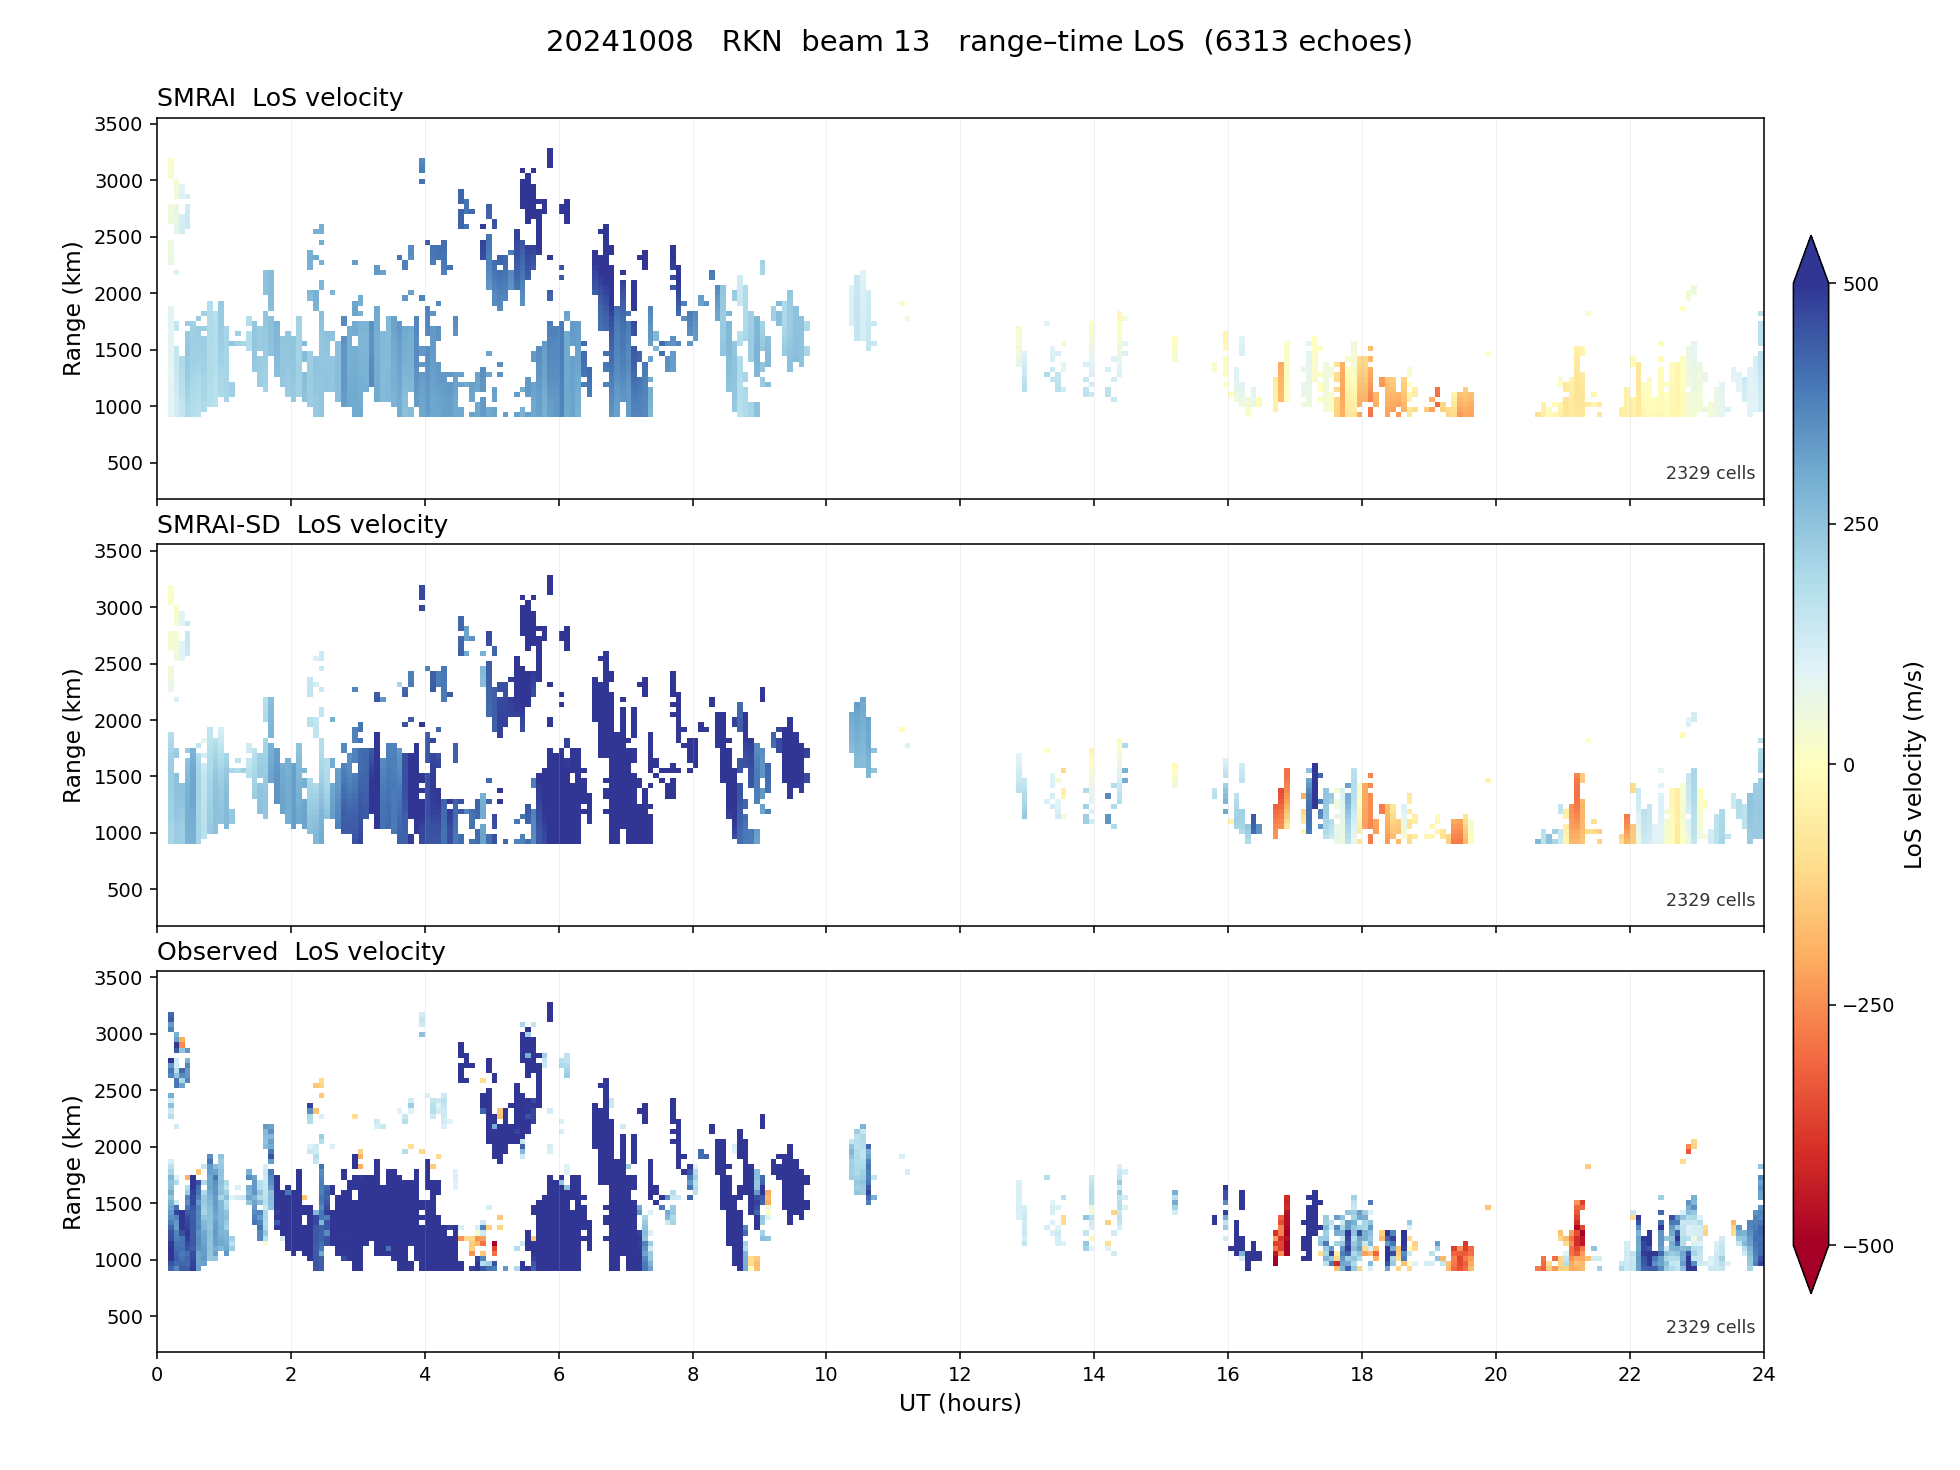 20241008   RKN  beam 13   range–time LoS  (6313 echoes)
SMRAI  LoS velocity
3500
3000
2500
2000
1500
1000
500
Range (km)
2329 cells
SMRAI-SD  LoS velocity
3500
3000
2500
2000
1500
1000
500
Range (km)
2329 cells
Observed  LoS velocity
3500
3000
2500
2000
1500
1000
500
Range (km)
2329 cells
0 2 4 6 8 10 12 14 16 18 20 22 24
UT (hours)
500
250
0
−250
−500
LoS velocity (m/s)